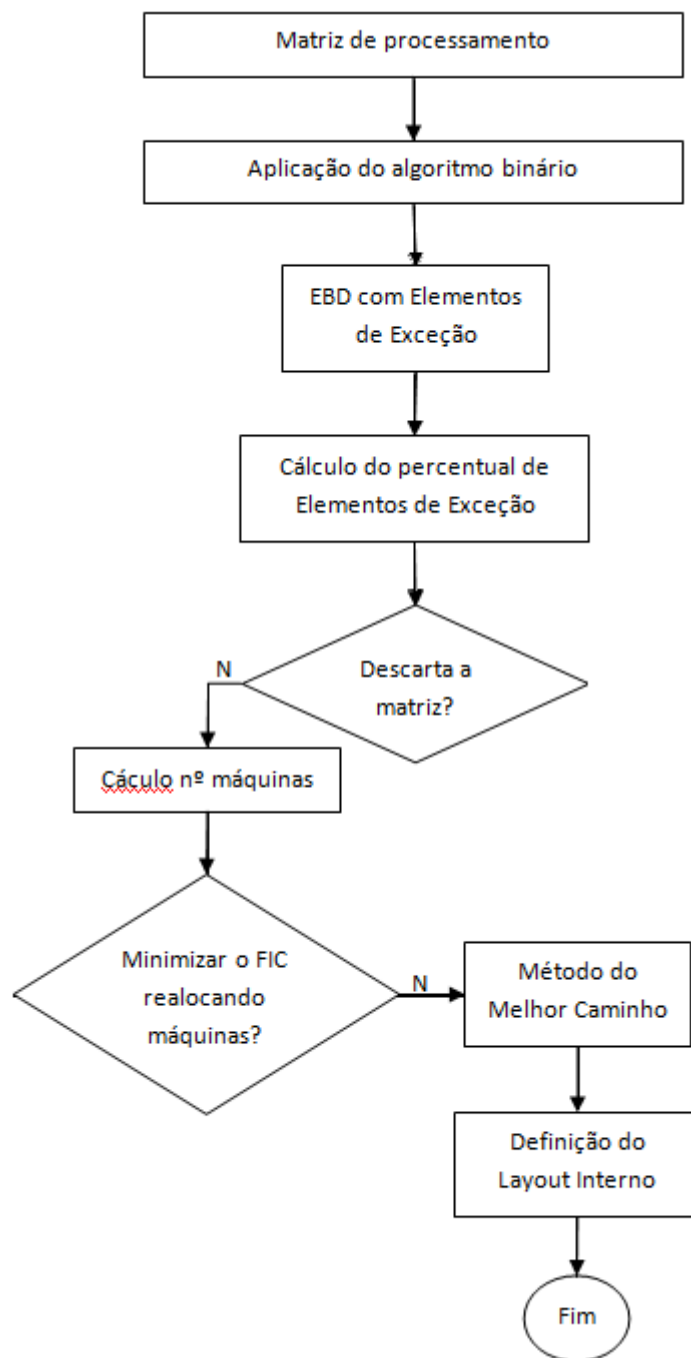 Matriz de processamento
Aplicação do algoritmo binário
EBD com Elementos
de Exceção
Cálculo do percentual de
Elementos de Exceção
N
Descarta a
matriz?
Cáculo nº máquinas
Minimizar o FIC
realocando
máquinas?
N
Método do
Melhor Caminho
Definição do
Layout Interno
Fim